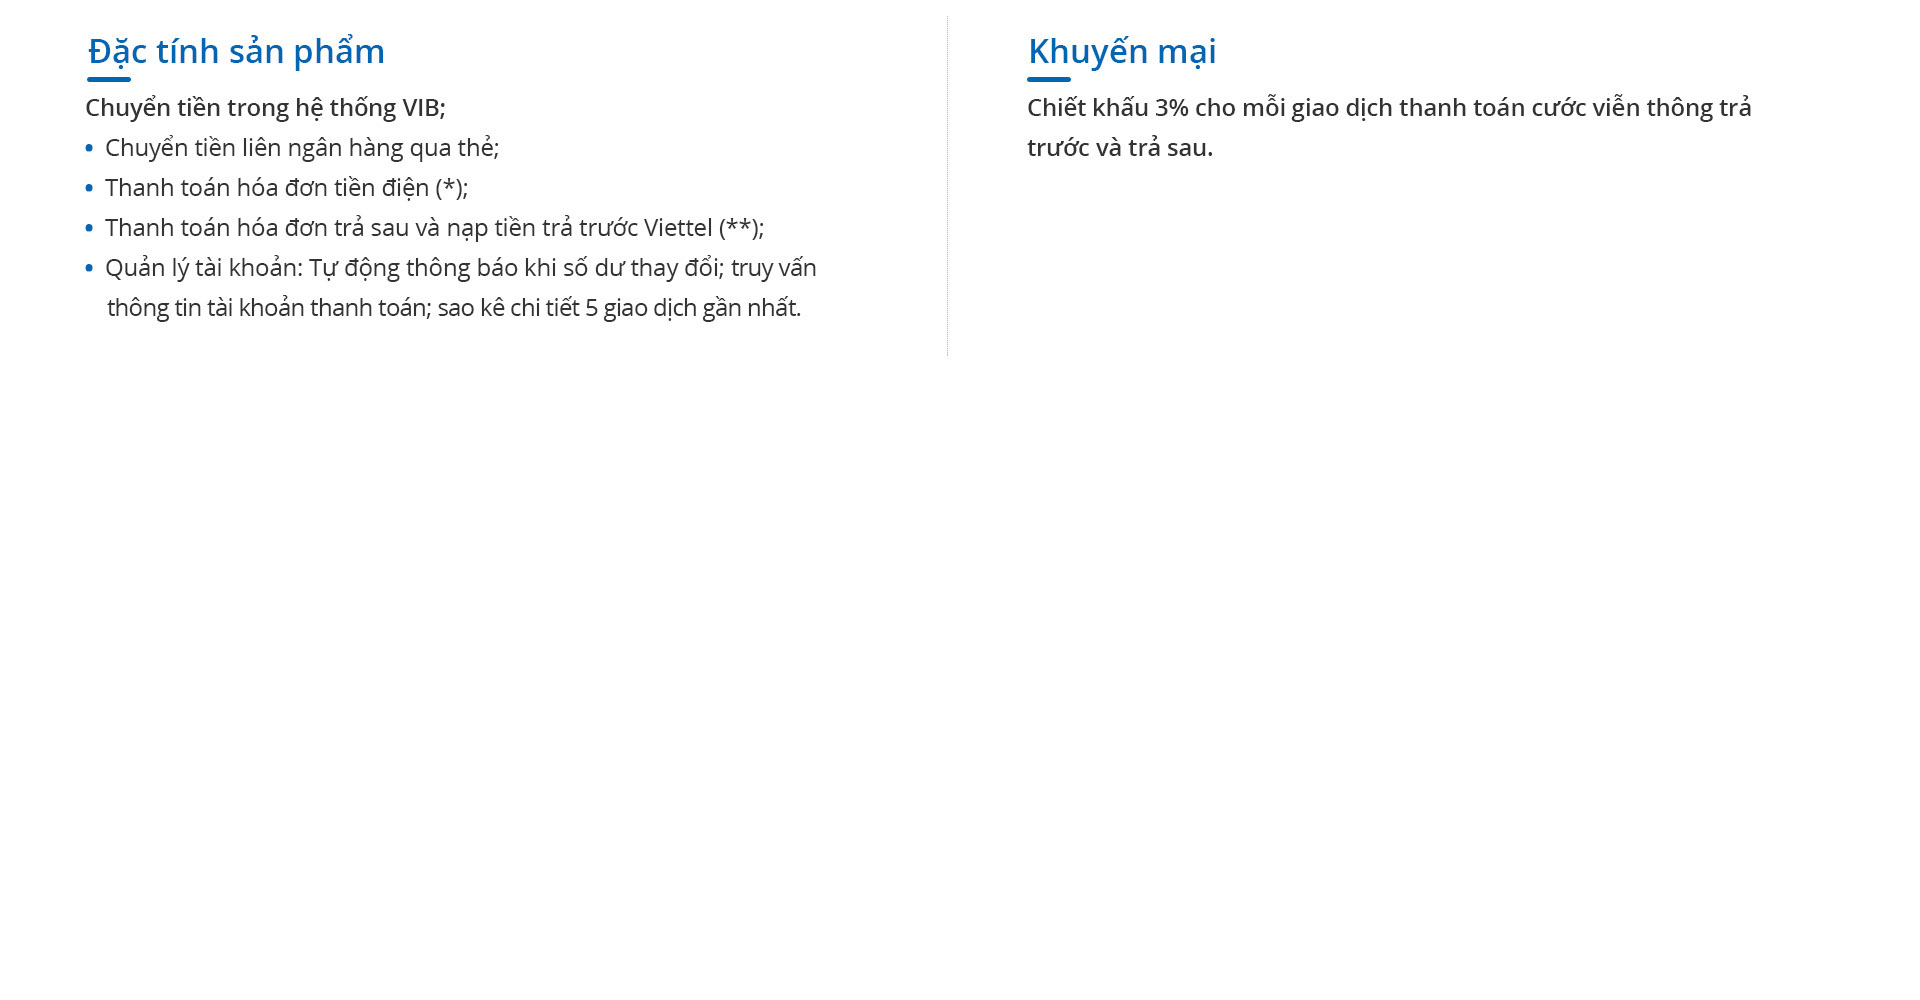 Đặc tính sản phẩm
Chuyển tiền trong hệ thống VIB;
• Chuyển tiền liên ngân hàng qua thẻ;
• Thanh toán hóa đơn tiền điện (*);
• Thanh toán hóa đơn trả sau và nạp tiền trả trước Viettel (**);
• Quản lý tài khoản: Tự động thông báo khi số dư thay đổi; truy vấn
thông tin tài khoản thanh toán; sao kê chi tiết 5 giao dịch gần nhất.
Khuyến mại
Chiết khấu 3% cho mỗi giao dịch thanh toán cước viễn thông trả
trước và trả sau.